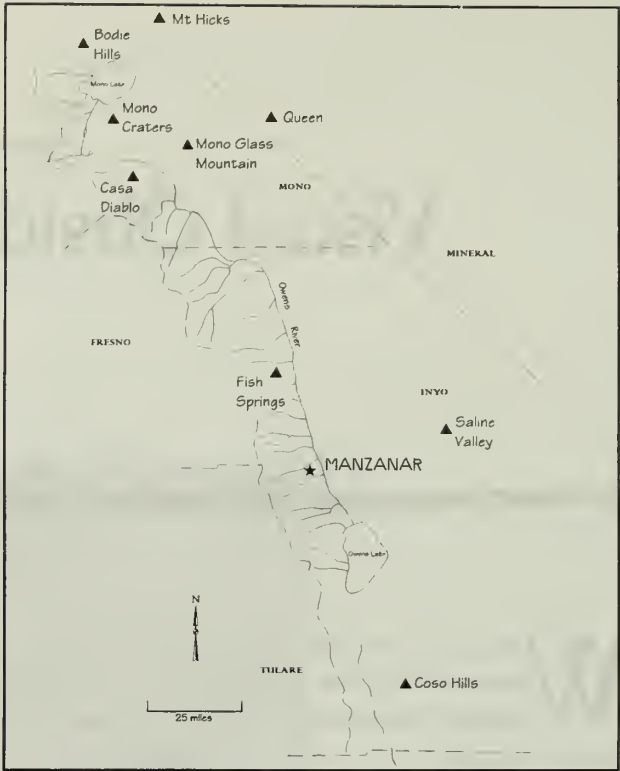 Mt Hicks
Bodie
Hills
Mono Lake
Mono
Craters
Queen
Mono Glass
Mountain
Casa
Diablo
MONO
MINERAL
Owens
River
FRESNO
Fish
Springs
INYO
Saline
Valley
MANZANAR
Owens Lake
N
TULARE
Coso Hills
25 miles